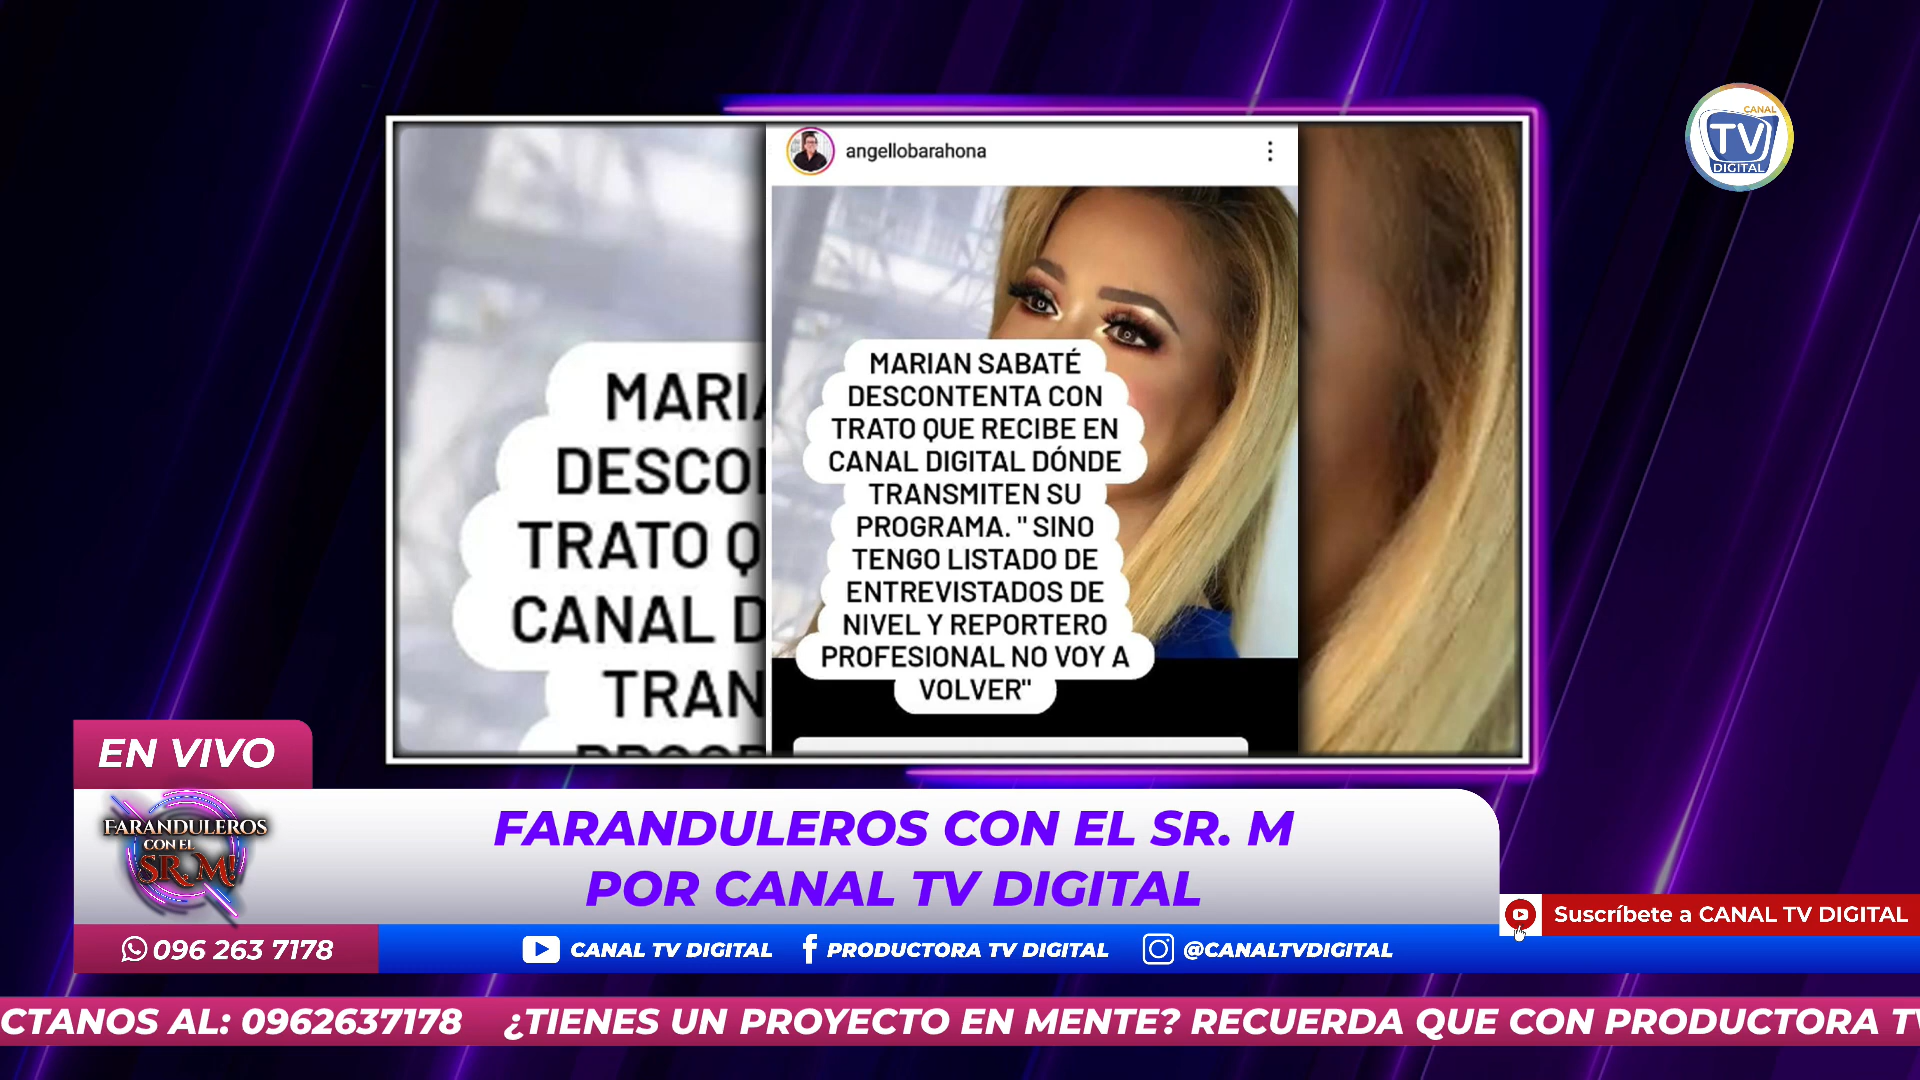 CANAL
TV
DIGITAL
angellobarahona
MARIAN SABATÉ
DESCONTENTA CON
TRATO QUE RECIBE EN
CANAL DIGITAL DÓNDE
TRANSMITEN SU
PROGRAMA. " SINO
TENGO LISTADO DE
ENTREVISTADOS DE
NIVEL Y REPORTERO
PROFESIONAL NO VOY A
VOLVER"
MARIA
DESCO
TRATO Q
CANAL D
TRAN
EN VIVO
FARANDULEROS
CON EL
SR. M!
FARANDULEROS CON EL SR. M
POR CANAL TV DIGITAL
Suscríbete a CANAL TV DIGITAL
096 263 7178
CANAL TV DIGITAL
PRODUCTORA TV DIGITAL
@CANALTVDIGITAL
CTANOS AL: 0962637178 ¿TIENES UN PROYECTO EN MENTE? RECUERDA QUE CON PRODUCTORA TV